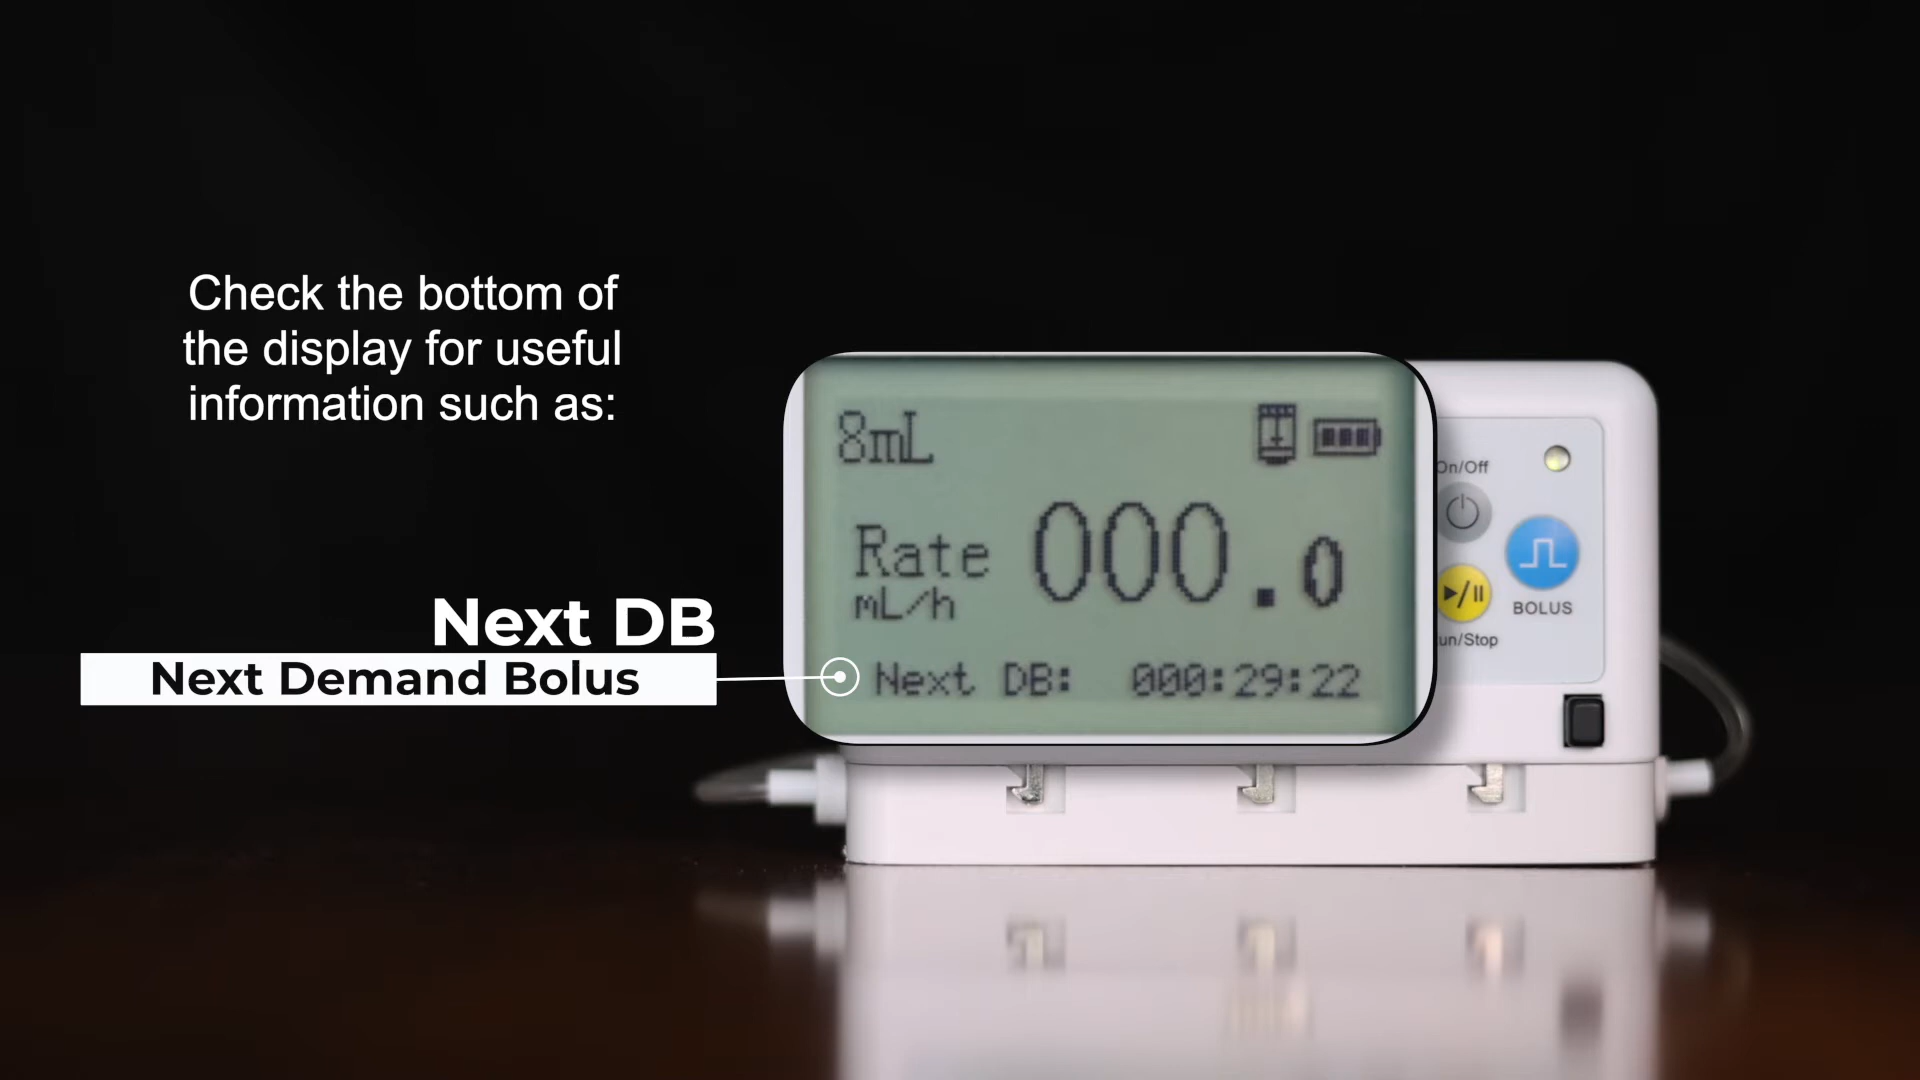 Check the bottom of
the display for useful
information such as:
Next DB
Next Demand Bolus
8mL
Rate 000.0
mL/h
Next DB: 000:29:22
On/Off
BOLUS
un/Stop